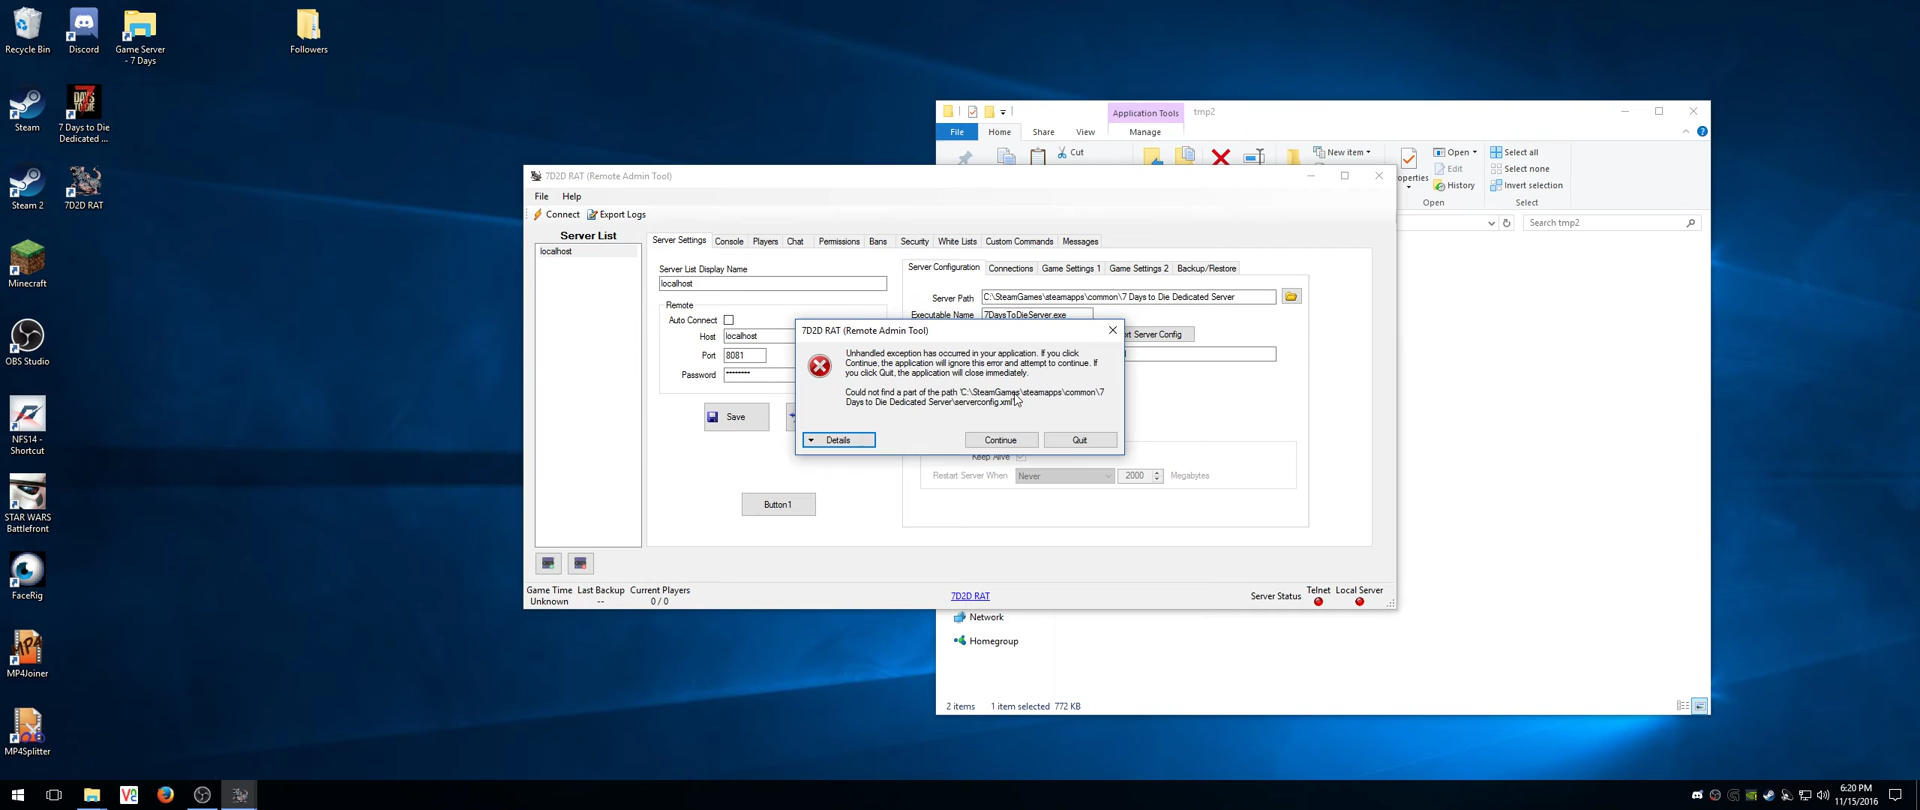 Recycle Bin
Discord
Game Server
- 7 Days
Followers
Steam
7 Days to Die
Dedicated ...
Steam 2
7D2D RAT
Minecraft
OBS Studio
NFS14 -
Shortcut
STAR WARS
Battlefront
FaceRig
MP4Joiner
MP4Splitter
Application Tools
tmp2
File
Home
Share
View
Manage
Cut
New item
Open
Edit
History
Select all
Select none
Invert selection
Open
Select
Search tmp2
7D2D RAT (Remote Admin Tool)
File
Help
Connect
Export Logs
Server List
localhost
Server Settings
Console
Players
Chat
Permissions
Bans
Security
White Lists
Custom Commands
Messages
Server List Display Name
localhost
Remote
Auto Connect
Host
localhost
Port
8081
Password
********
Save
Button1
Server Configuration
Connections
Game Settings 1
Game Settings 2
Backup/Restore
Server Path
C:\SteamGames\steamapps\common\7 Days to Die Dedicated Server
Executable Name
7DaysToDieServer.exe
rt Server Config
7D2D RAT (Remote Admin Tool)
Unhandled exception has occurred in your application. If you click
Continue, the application will ignore this error and attempt to continue. If
you click Quit, the application will close immediately.
Could not find a part of the path 'C:\SteamGames\steamapps\common\7
Days to Die Dedicated Server\serverconfig.xml'.
Details
Continue
Quit
Keep Alive
Restart Server When
Never
2000
Megabytes
Game Time
Last Backup
Current Players
Unknown
--
0 / 0
7D2D RAT
Server Status
Telnet
Local Server
Network
Homegroup
2 items
1 item selected
772 KB
6:20 PM
11/15/2016